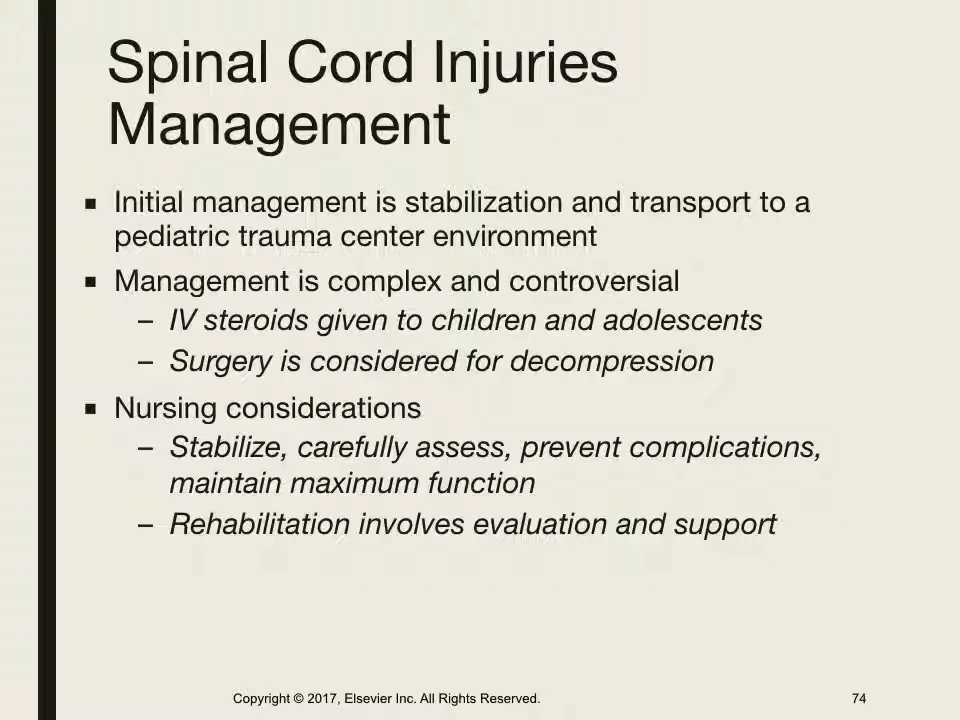 Spinal Cord Injuries
Management
■ Initial management is stabilization and transport to a
pediatric trauma center environment
■ Management is complex and controversial
– IV steroids given to children and adolescents
– Surgery is considered for decompression
■ Nursing considerations
– Stabilize, carefully assess, prevent complications,
maintain maximum function
– Rehabilitation involves evaluation and support
Copyright © 2017, Elsevier Inc. All Rights Reserved.
74